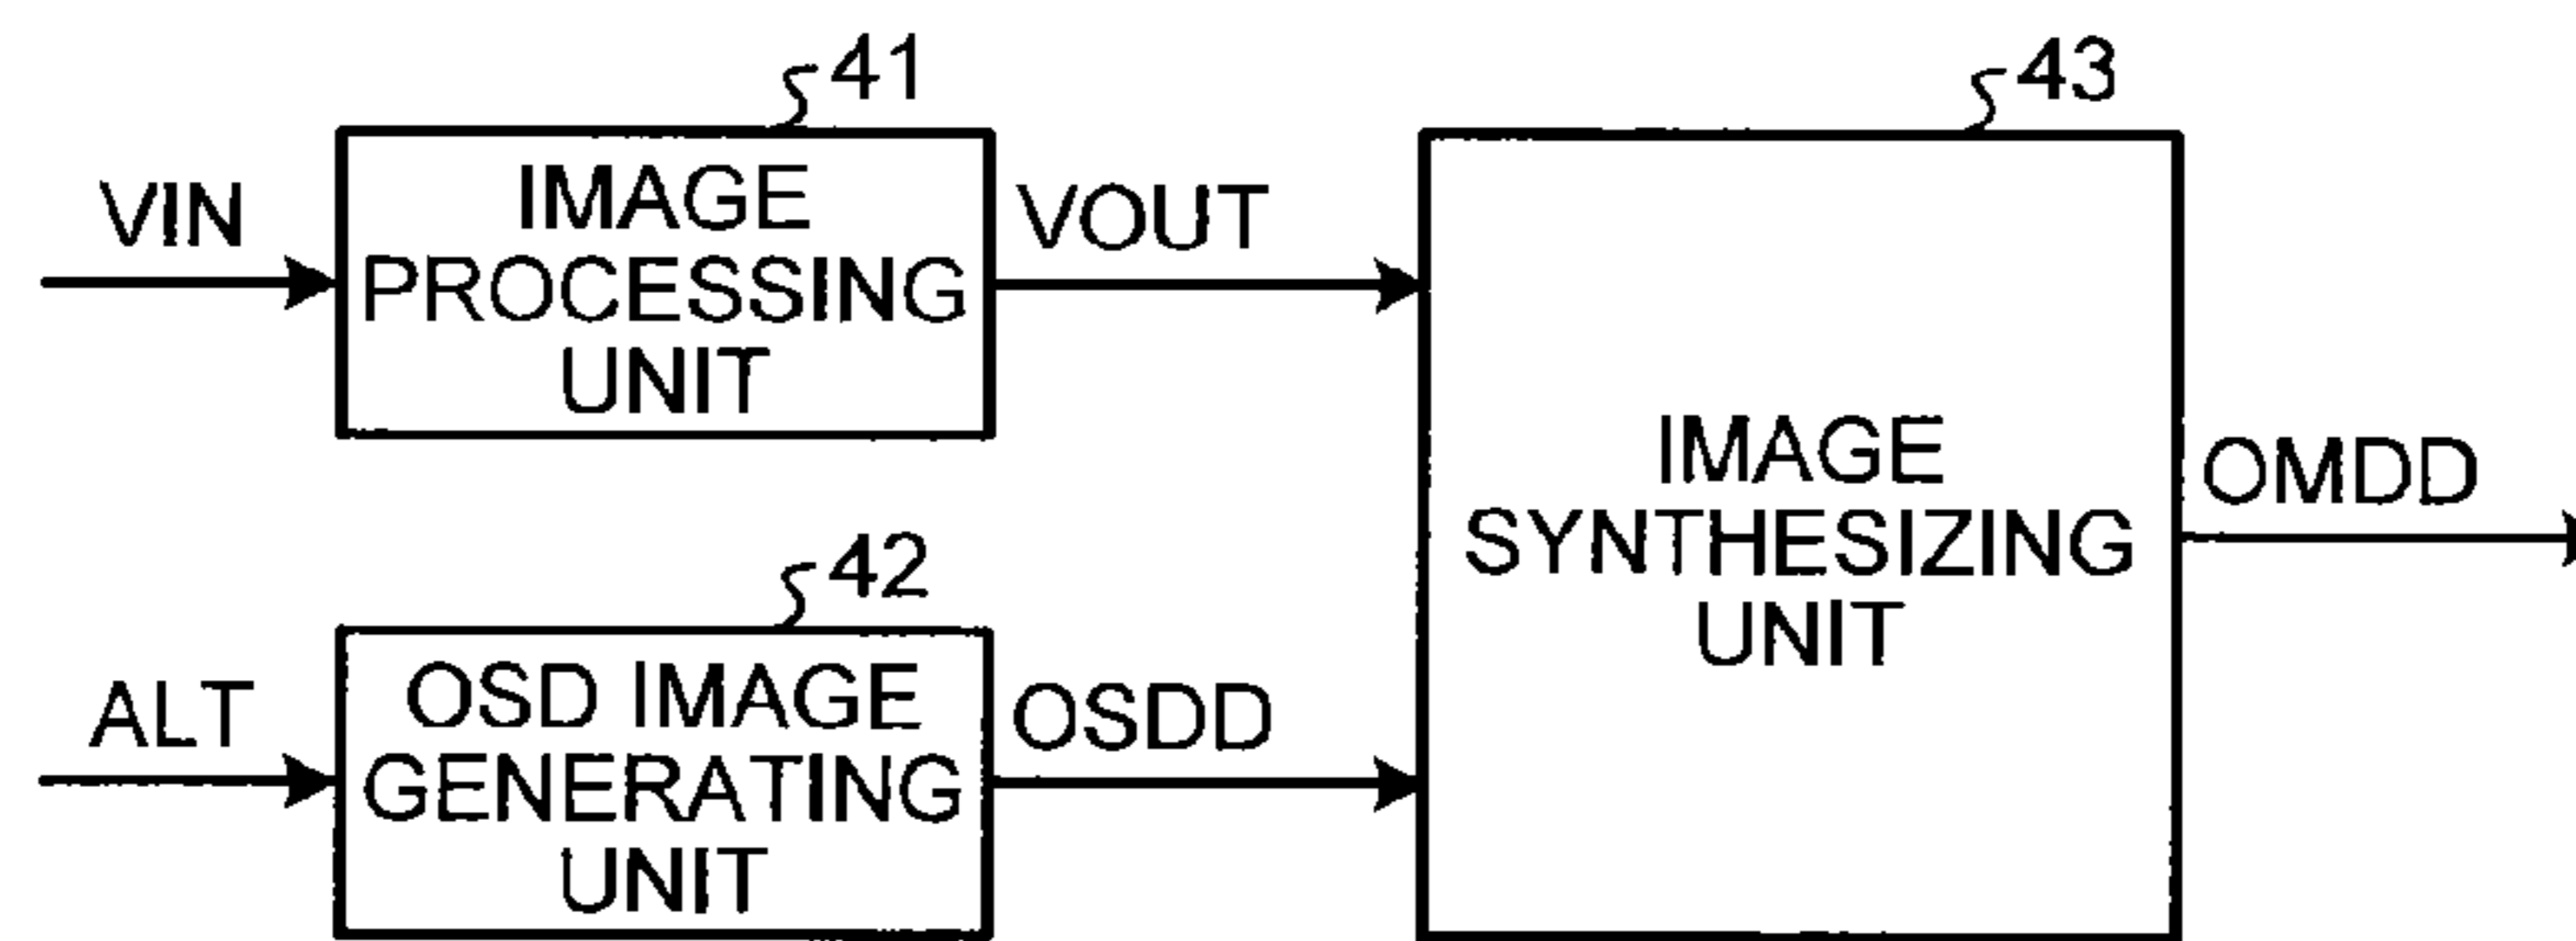 41
VIN
IMAGE
PROCESSING
UNIT
VOUT
42
ALT
OSD IMAGE
GENERATING
UNIT
OSDD
43
IMAGE
SYNTHESIZING
UNIT
OMDD